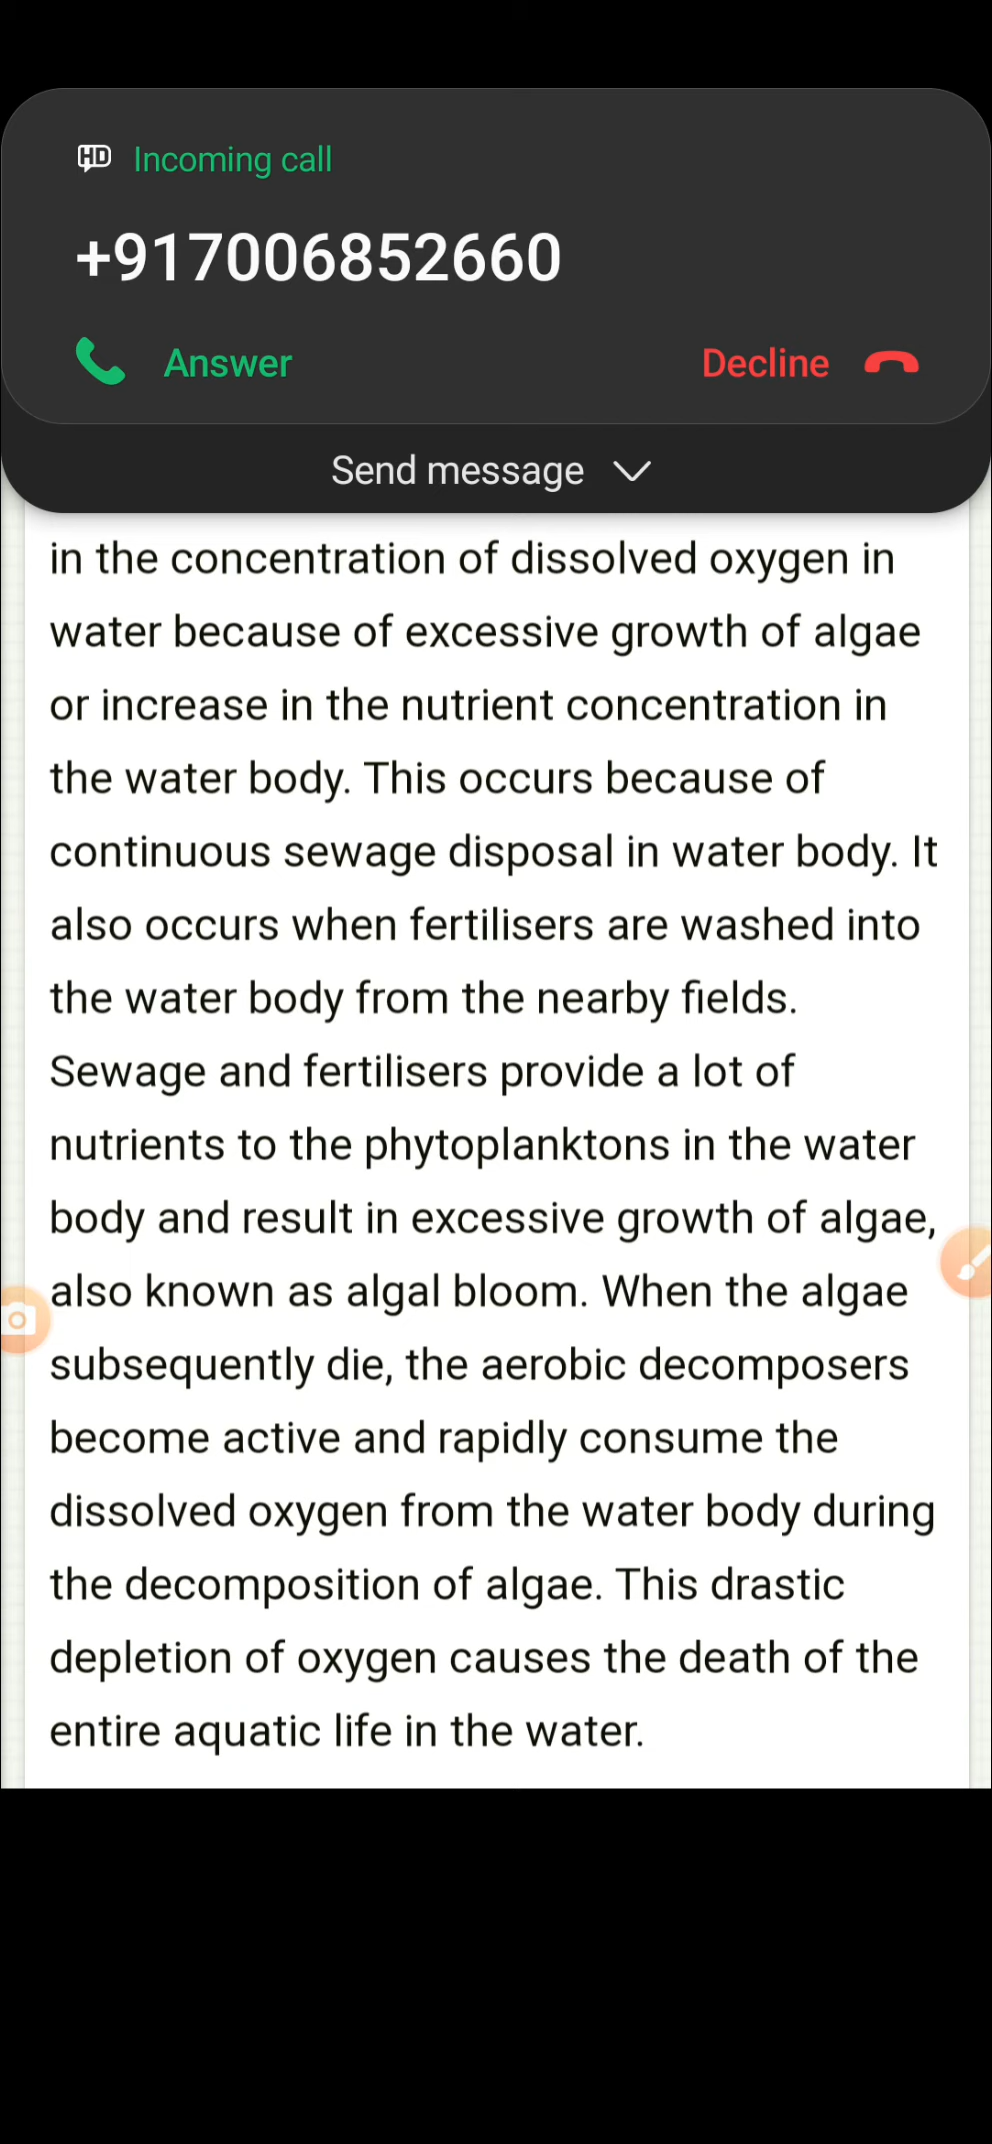 HD Incoming call
+917006852660
Answer Decline
Send message
in the concentration of dissolved oxygen in
water because of excessive growth of algae
or increase in the nutrient concentration in
the water body. This occurs because of
continuous sewage disposal in water body. It
also occurs when fertilisers are washed into
the water body from the nearby fields.
Sewage and fertilisers provide a lot of
nutrients to the phytoplanktons in the water
body and result in excessive growth of algae,
also known as algal bloom. When the algae
subsequently die, the aerobic decomposers
become active and rapidly consume the
dissolved oxygen from the water body during
the decomposition of algae. This drastic
depletion of oxygen causes the death of the
entire aquatic life in the water.